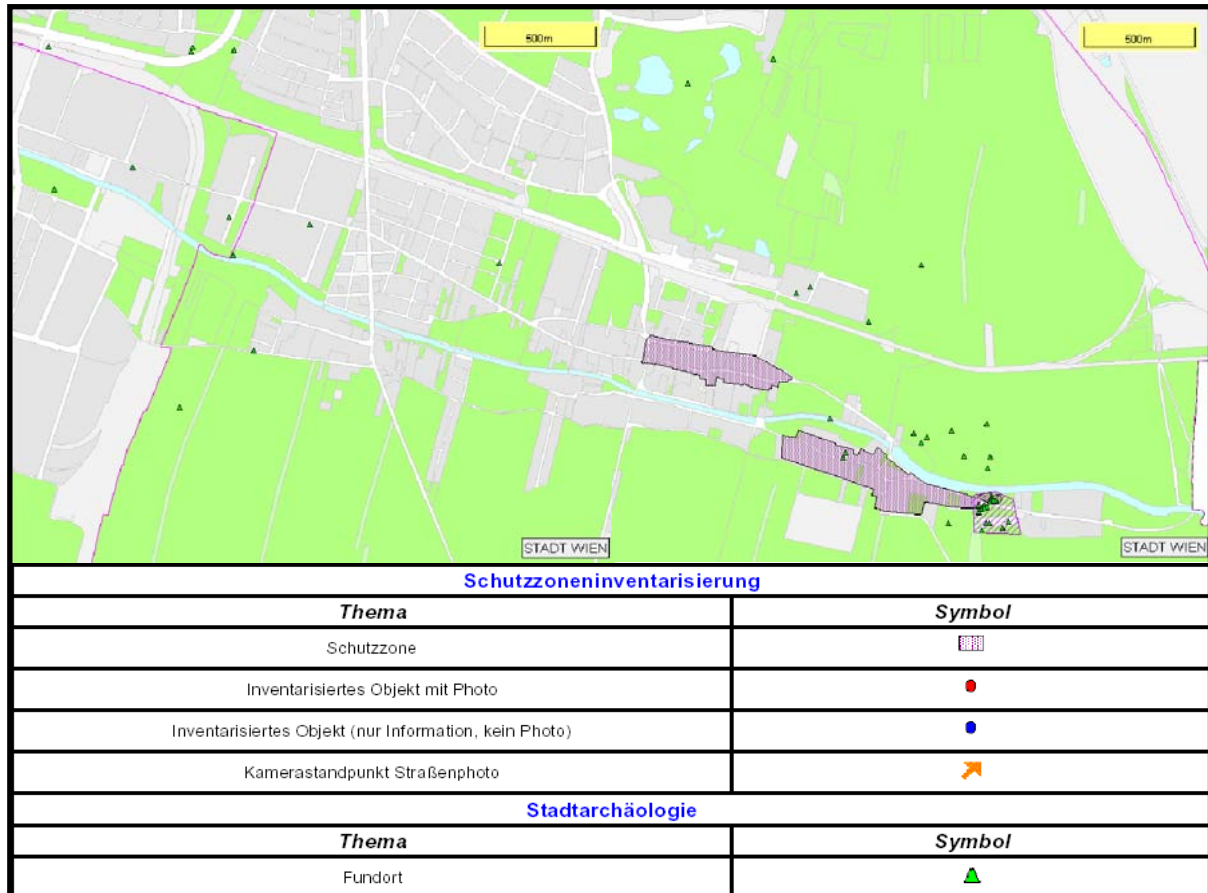 500m
500m
STADT WIEN
STADT WIEN
Schutzzoneninventarisierung
Thema Symbol
Schutzzone
Inventarisiertes Objekt mit Photo
Inventarisiertes Objekt (nur Information, kein Photo)
Kamerastandpunkt Straßenphoto
Stadtarchäologie
Thema Symbol
Fundort